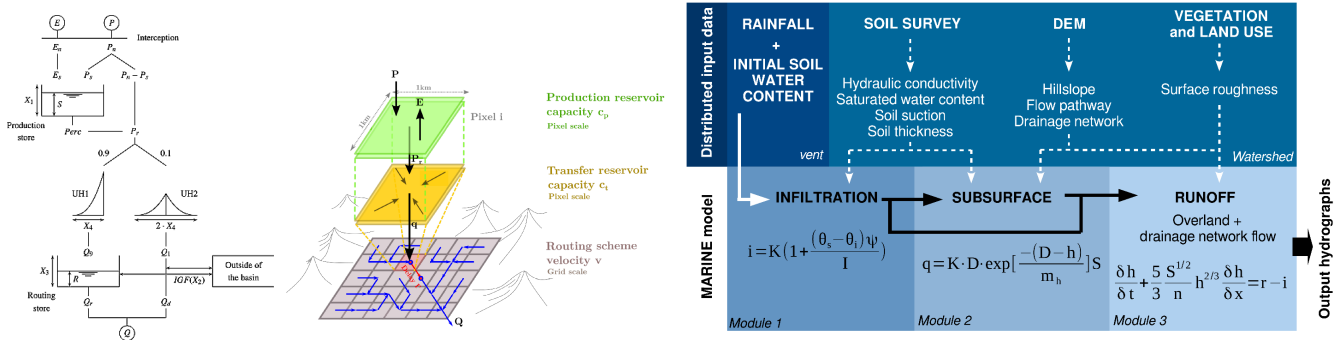 E
P
Interception
Eₙ
Pₙ
Eₛ
Pₛ
Pₙ − Pₛ
X₁
S
Production
store
Perc
Pᵣ
0.9
0.1
UH1
UH2
X₄
2 · X₄
Q₉
Q₁
X₃
R
Routing
store
IGF(X₂)
Outside of
the basin
Qᵣ
Q_d
Q
P
1km
1km
E
Pixel i
Production reservoir
capacity cₚ
Pixel scale
Pᵣ
Transfer reservoir
capacity cₜ
Pixel scale
q
Routing scheme
velocity v
Grid scale
Q
Distributed input data
RAINFALL
+
INITIAL SOIL
WATER
CONTENT
vent
SOIL SURVEY
Hydraulic conductivity
Saturated water content
Soil suction
Soil thickness
DEM
Hillslope
Flow pathway
Drainage network
VEGETATION
and LAND USE
Surface roughness
Watershed
MARINE model
INFILTRATION
i=K(1+(θₛ−θᵢ)ψ/I)
Module 1
SUBSURFACE
q=K·D·exp[−(D−h)/m_h]S
Module 2
RUNOFF
Overland +
drainage network flow
δh/δt+5/3 S^{1/2}/n h^{2/3} δh/δx=r−i
Module 3
Output hydrographs